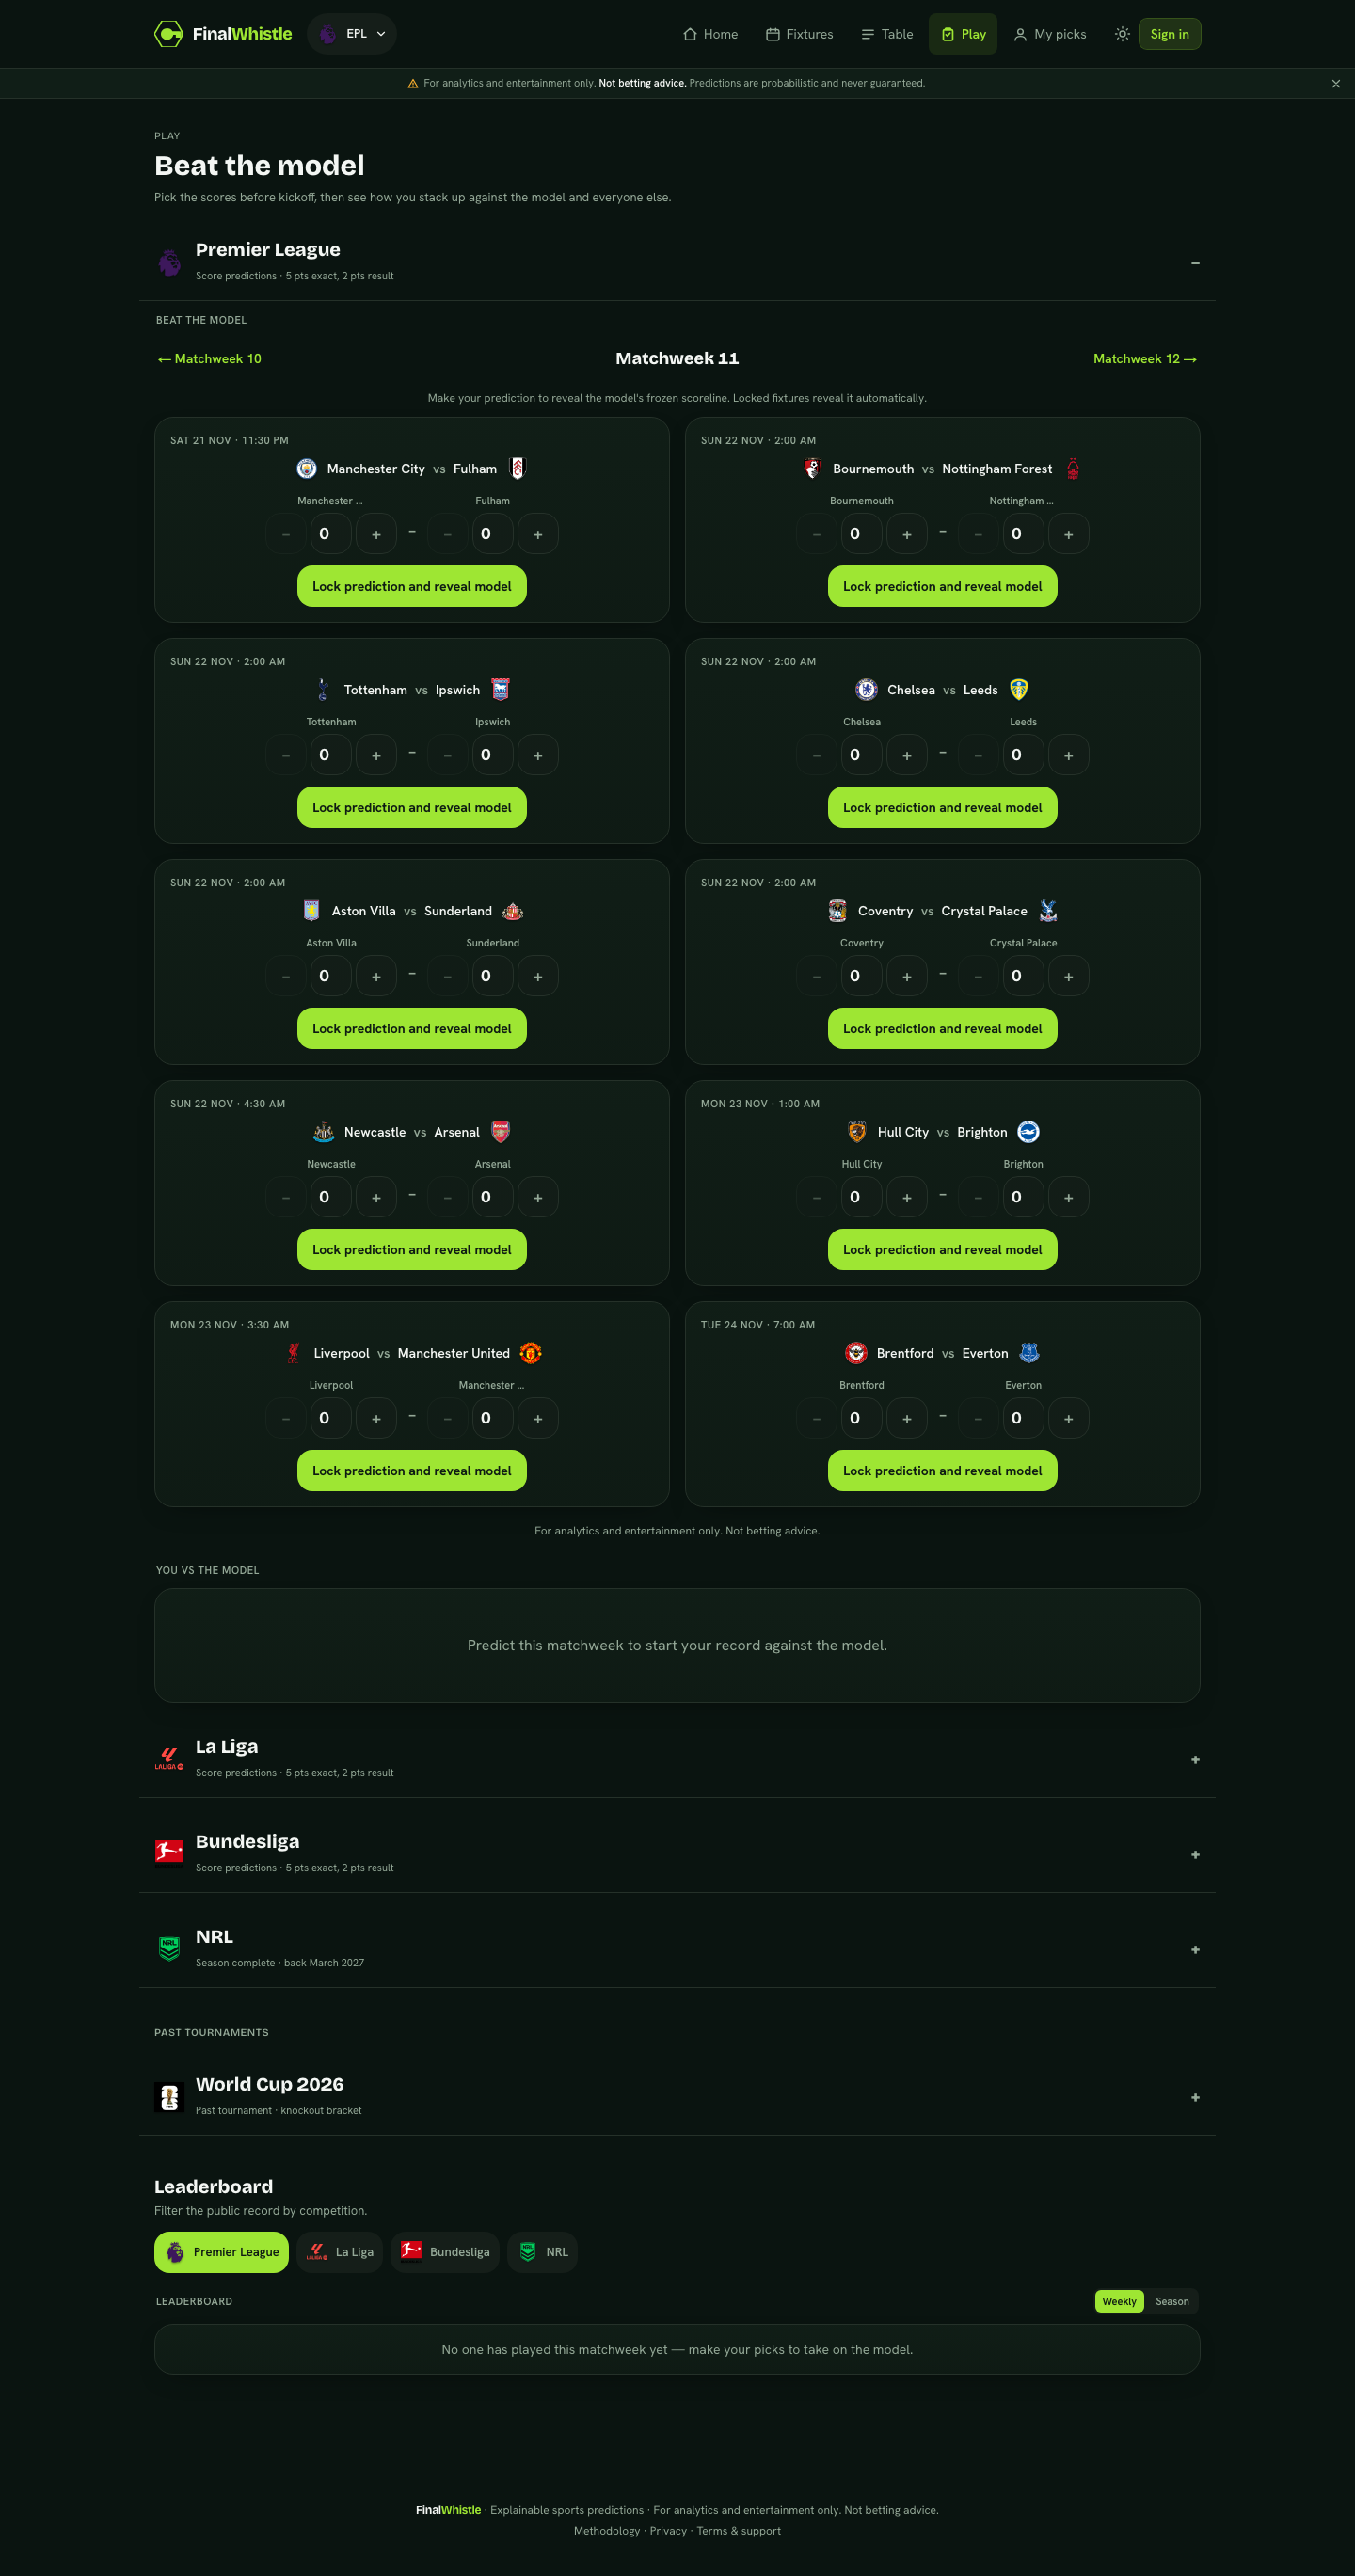 FinalWhistle EPL Home Fixtures Table Play My picks Sign in
For analytics and entertainment only. Not betting advice. Predictions are probabilistic and never guaranteed.
PLAY
Beat the model
Pick the scores before kickoff, then see how you stack up against the model and everyone else.
Premier League
Score predictions · 5 pts exact, 2 pts result
−
BEAT THE MODEL
← Matchweek 10 Matchweek 11 Matchweek 12 →
Make your prediction to reveal the model's frozen scoreline. Locked fixtures reveal it automatically.
SAT 21 NOV · 11:30 PM
Manchester City vs Fulham
Manchester ... Fulham
− 0 + – − 0 +
Lock prediction and reveal model
SUN 22 NOV · 2:00 AM
Bournemouth vs Nottingham Forest
Bournemouth Nottingham ...
− 0 + – − 0 +
Lock prediction and reveal model
SUN 22 NOV · 2:00 AM
Tottenham vs Ipswich
Tottenham Ipswich
− 0 + – − 0 +
Lock prediction and reveal model
SUN 22 NOV · 2:00 AM
Chelsea vs Leeds
Chelsea Leeds
− 0 + – − 0 +
Lock prediction and reveal model
SUN 22 NOV · 2:00 AM
Aston Villa vs Sunderland
Aston Villa Sunderland
− 0 + – − 0 +
Lock prediction and reveal model
SUN 22 NOV · 2:00 AM
Coventry vs Crystal Palace
Coventry Crystal Palace
− 0 + – − 0 +
Lock prediction and reveal model
SUN 22 NOV · 4:30 AM
Newcastle vs Arsenal
Newcastle Arsenal
− 0 + – − 0 +
Lock prediction and reveal model
MON 23 NOV · 1:00 AM
Hull City vs Brighton
Hull City Brighton
− 0 + – − 0 +
Lock prediction and reveal model
MON 23 NOV · 3:30 AM
Liverpool vs Manchester United
Liverpool Manchester ...
− 0 + – − 0 +
Lock prediction and reveal model
TUE 24 NOV · 7:00 AM
Brentford vs Everton
Brentford Everton
− 0 + – − 0 +
Lock prediction and reveal model
For analytics and entertainment only. Not betting advice.
YOU VS THE MODEL
Predict this matchweek to start your record against the model.
La Liga
Score predictions · 5 pts exact, 2 pts result
+
Bundesliga
Score predictions · 5 pts exact, 2 pts result
+
NRL
Season complete · back March 2027
+
PAST TOURNAMENTS
World Cup 2026
Past tournament · knockout bracket
+
Leaderboard
Filter the public record by competition.
Premier League La Liga Bundesliga NRL
LEADERBOARD Weekly Season
No one has played this matchweek yet — make your picks to take on the model.
FinalWhistle · Explainable sports predictions · For analytics and entertainment only. Not betting advice.
Methodology · Privacy · Terms & support